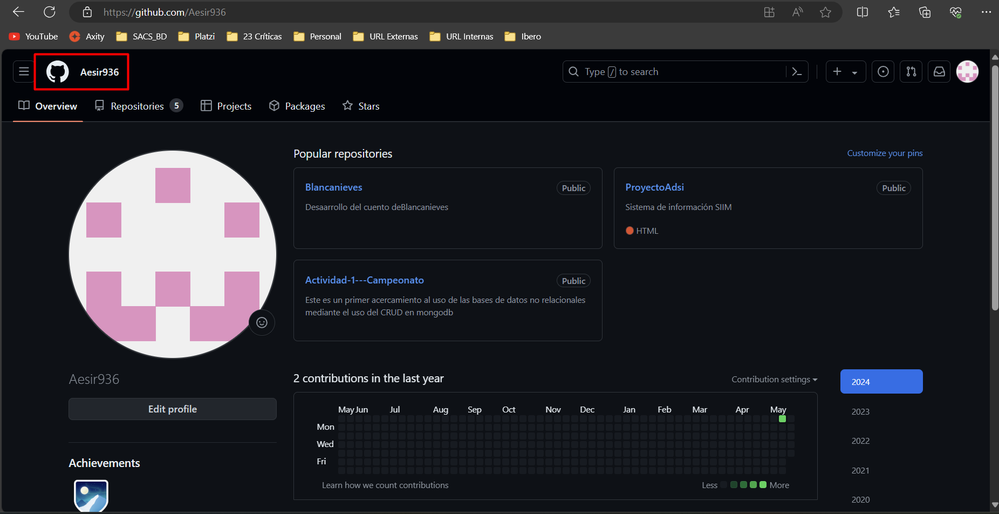 https://github.com/Aesir936
YouTube Axity SACS_BD Platzi 23 Críticas Personal URL Externas URL Internas Ibero
Aesir936
Type / to search
Overview Repositories 5 Projects Packages Stars
Popular repositories
Customize your pins
Blancanieves Public
Desaarrollo del cuento deBlancanieves
ProyectoAdsi Public
Sistema de información SIIM
HTML
Actividad-1---Campeonato Public
Este es un primer acercamiento al uso de las bases de datos no relacionales
mediante el uso del CRUD en mongodb
Aesir936
Edit profile
Achievements
2 contributions in the last year
Contribution settings
May Jun Jul Aug Sep Oct Nov Dec Jan Feb Mar Apr May
Mon
Wed
Fri
Learn how we count contributions
Less More
2024
2023
2022
2021
2020